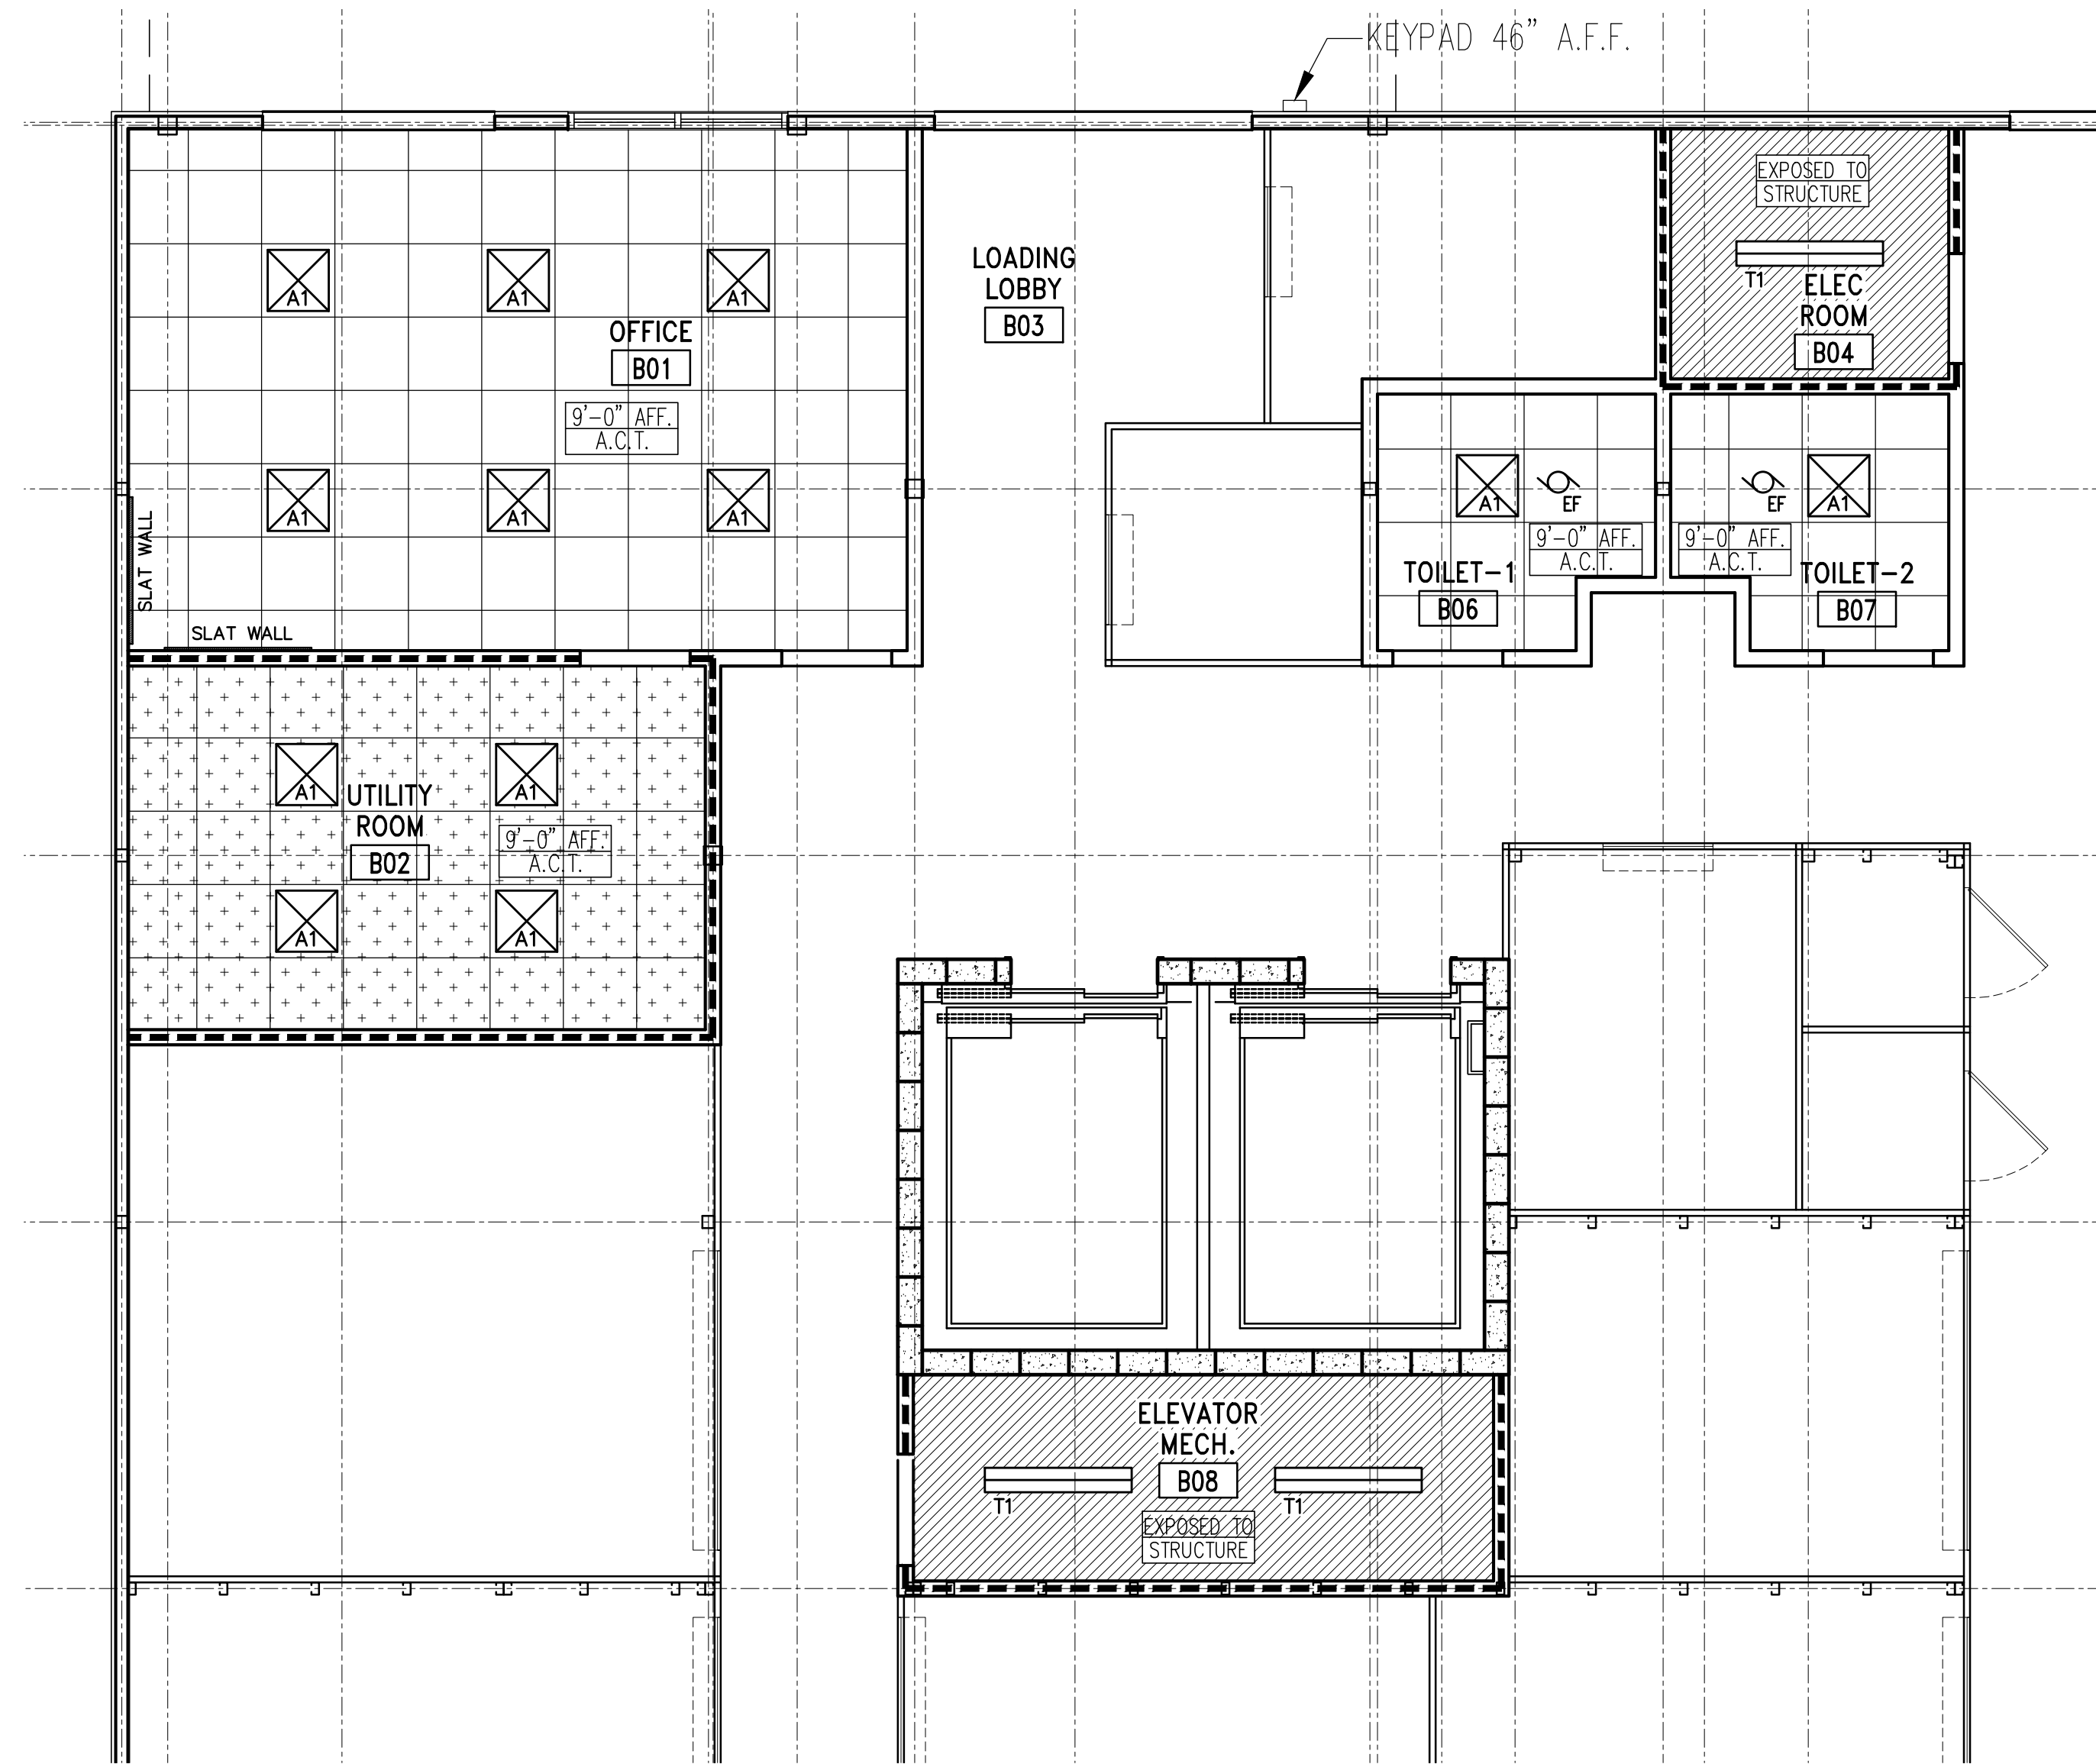 KEYPAD 46" A.F.F.
EXPOSED TO
STRUCTURE
T1
ELEC
ROOM
B04
LOADING
LOBBY
B03
A1
A1
A1
OFFICE
B01
9'-0" AFF.
A.C.T.
A1
A1
A1
SLAT WALL
SLAT WALL
A1
EF
9'-0" AFF.
A.C.T.
TOILET-1
B06
EF
A1
9'-0" AFF.
A.C.T.
TOILET-2
B07
A1
A1
UTILITY
ROOM
B02
9'-0" AFF.
A.C.T.
A1
A1
ELEVATOR
MECH.
B08
T1
T1
EXPOSED TO
STRUCTURE